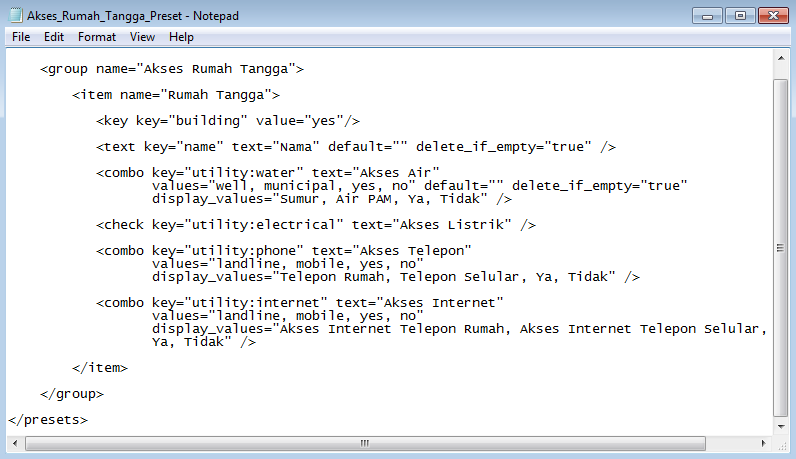 Akses_Rumah_Tangga_Preset - Notepad
File Edit Format View Help
<group name="Akses Rumah Tangga">
<item name="Rumah Tangga">
<key key="building" value="yes"/>
<text key="name" text="Nama" default="" delete_if_empty="true" />
<combo key="utility:water" text="Akses Air"
values="well, municipal, yes, no" default="" delete_if_empty="true"
display_values="Sumur, Air PAM, Ya, Tidak" />
<check key="utility:electrical" text="Akses Listrik" />
<combo key="utility:phone" text="Akses Telepon"
values="landline, mobile, yes, no"
display_values="Telepon Rumah, Telepon Selular, Ya, Tidak" />
<combo key="utility:internet" text="Akses Internet"
values="landline, mobile, yes, no"
display_values="Akses Internet Telepon Rumah, Akses Internet Telepon Selular,
Ya, Tidak" />
</item>
</group>
</presets>